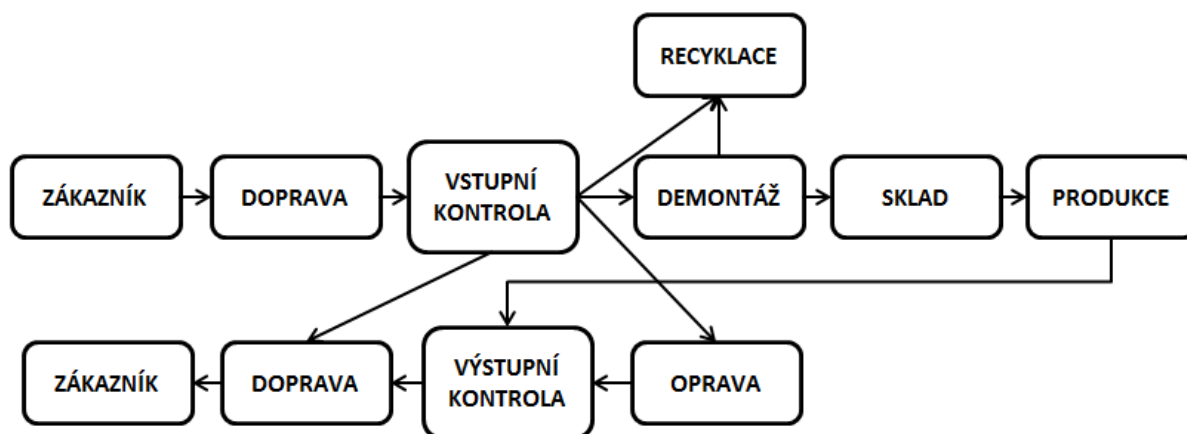 RECYKLACE
ZÁKAZNÍK
DOPRAVA
VSTUPNÍ
KONTROLA
DEMONTÁŽ
SKLAD
PRODUKCE
ZÁKAZNÍK
DOPRAVA
VÝSTUPNÍ
KONTROLA
OPRAVA